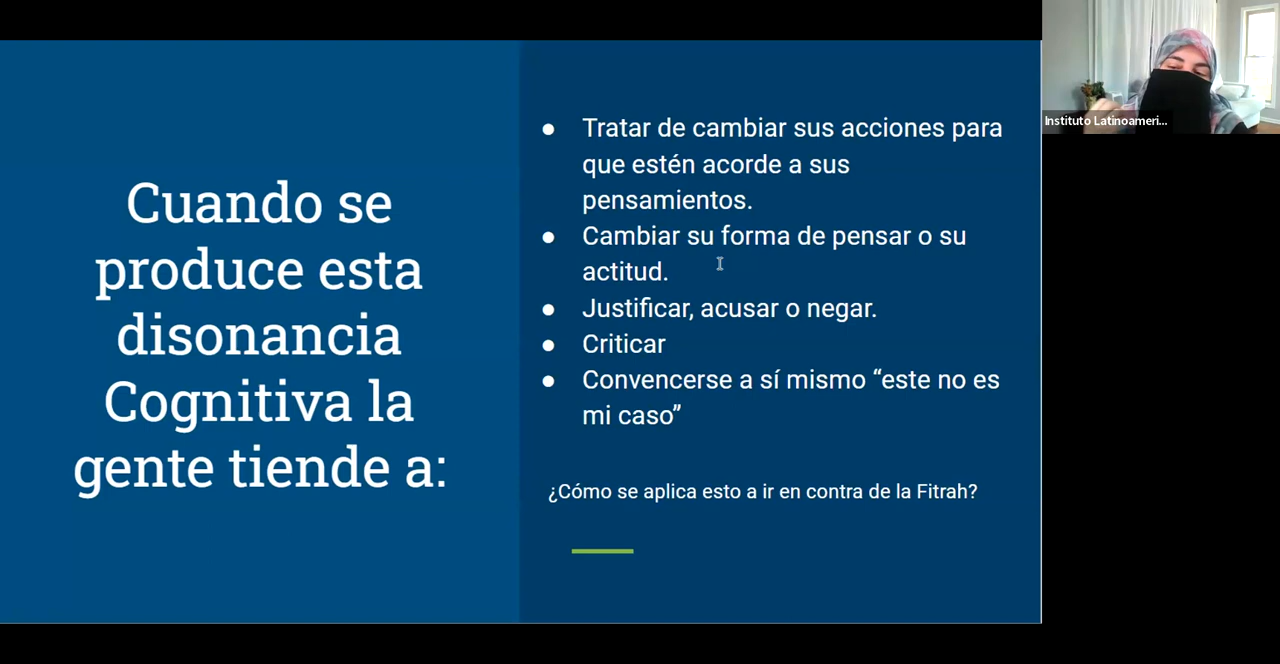 Cuando se
produce esta
disonancia
Cognitiva la
gente tiende a:
● Tratar de cambiar sus acciones para
que estén acorde a sus
pensamientos.
● Cambiar su forma de pensar o su
actitud.
● Justificar, acusar o negar.
● Criticar
● Convencerse a sí mismo “este no es
mi caso”
¿Cómo se aplica esto a ir en contra de la Fitrah?
Instituto Latinoameri...